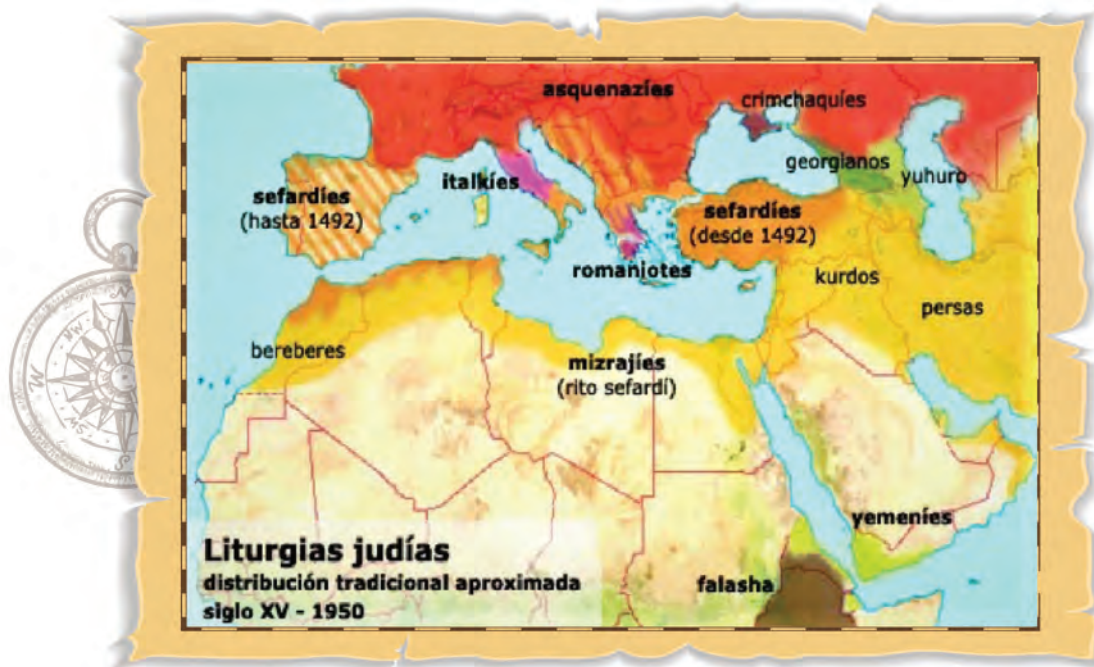 asquenazíes
crimchaquíes
georgianos
yuhuro
sefardíes
(hasta 1492)
italkíes
sefardíes
(desde 1492)
romaniotes
kurdos
persas
bereberes
mizrajíes
(rito sefardí)
yemeníes
falasha
Liturgias judías
distribución tradicional aproximada
siglo XV - 1950